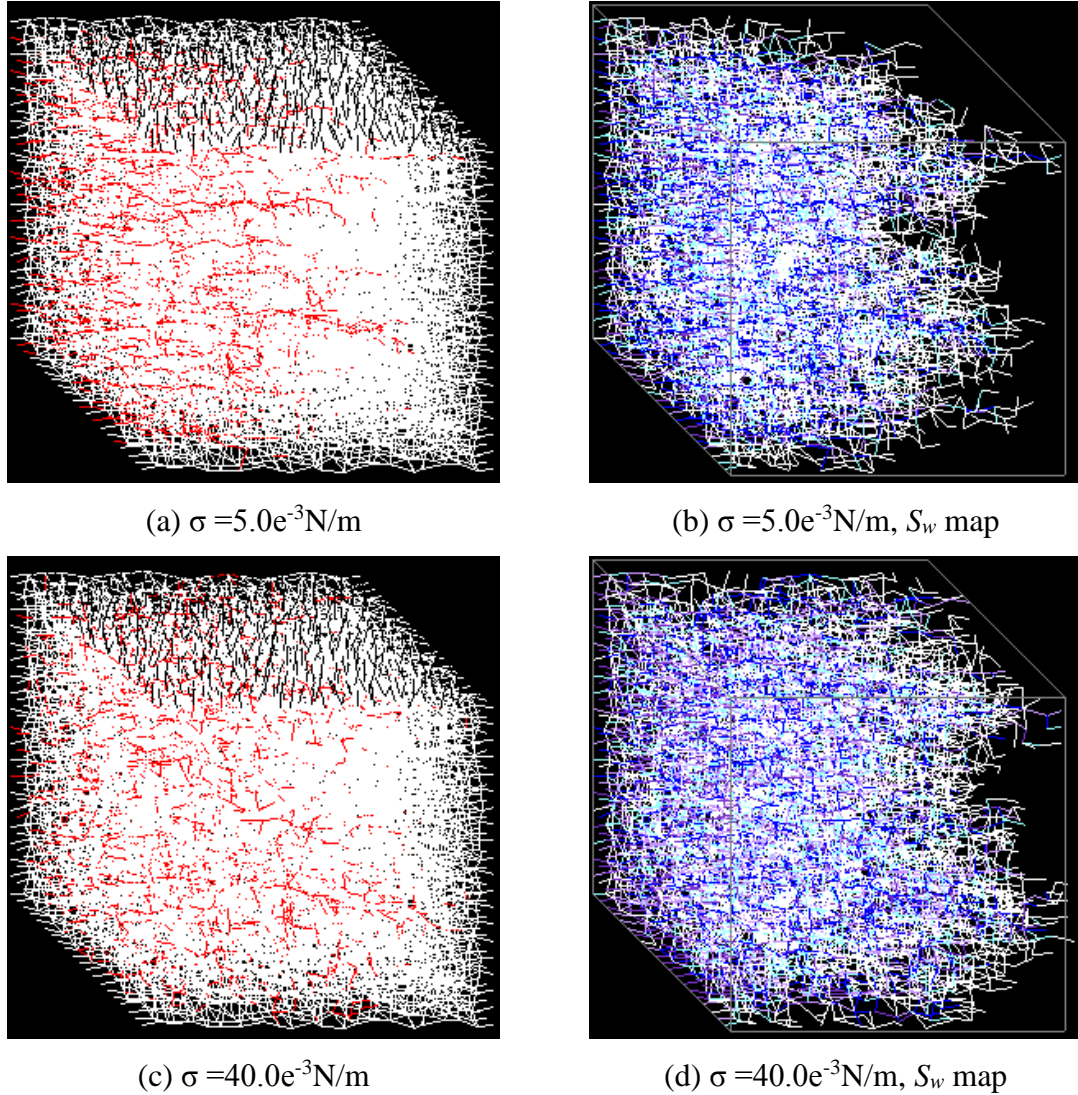 (a) σ =5.0e⁻³N/m
(b) σ =5.0e⁻³N/m, Sw map
(c) σ =40.0e⁻³N/m
(d) σ =40.0e⁻³N/m, Sw map